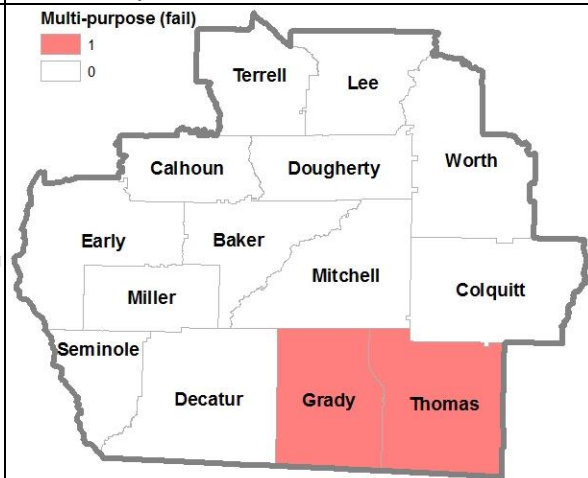 Multi-purpose (fail)
1
0
Terrell
Lee
Worth
Calhoun
Dougherty
Early
Baker
Mitchell
Colquitt
Miller
Seminole
Decatur
Grady
Thomas